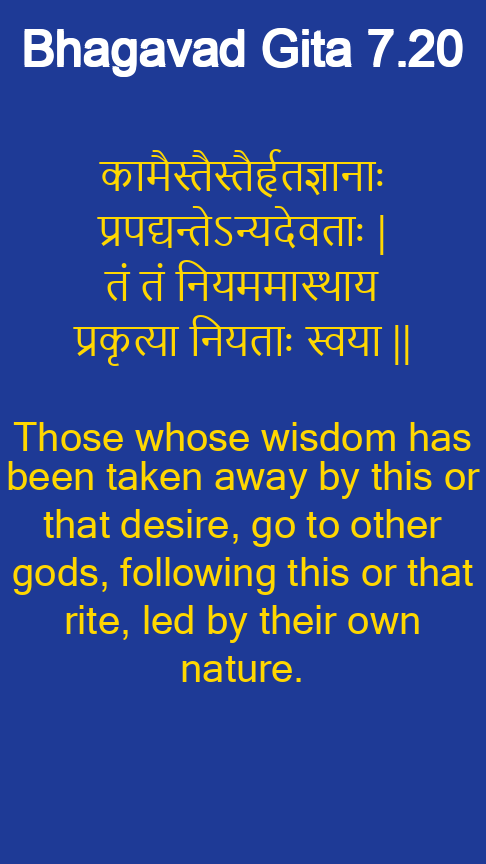 Bhagavad Gita 7.20
कामैस्तैस्तैर्हृतज्ञानाः
प्रपद्यन्तेऽन्यदेवताः |
तं तं नियममास्थाय
प्रकृत्या नियताः स्वया ||
Those whose wisdom has
been taken away by this or
that desire, go to other
gods, following this or that
rite, led by their own
nature.